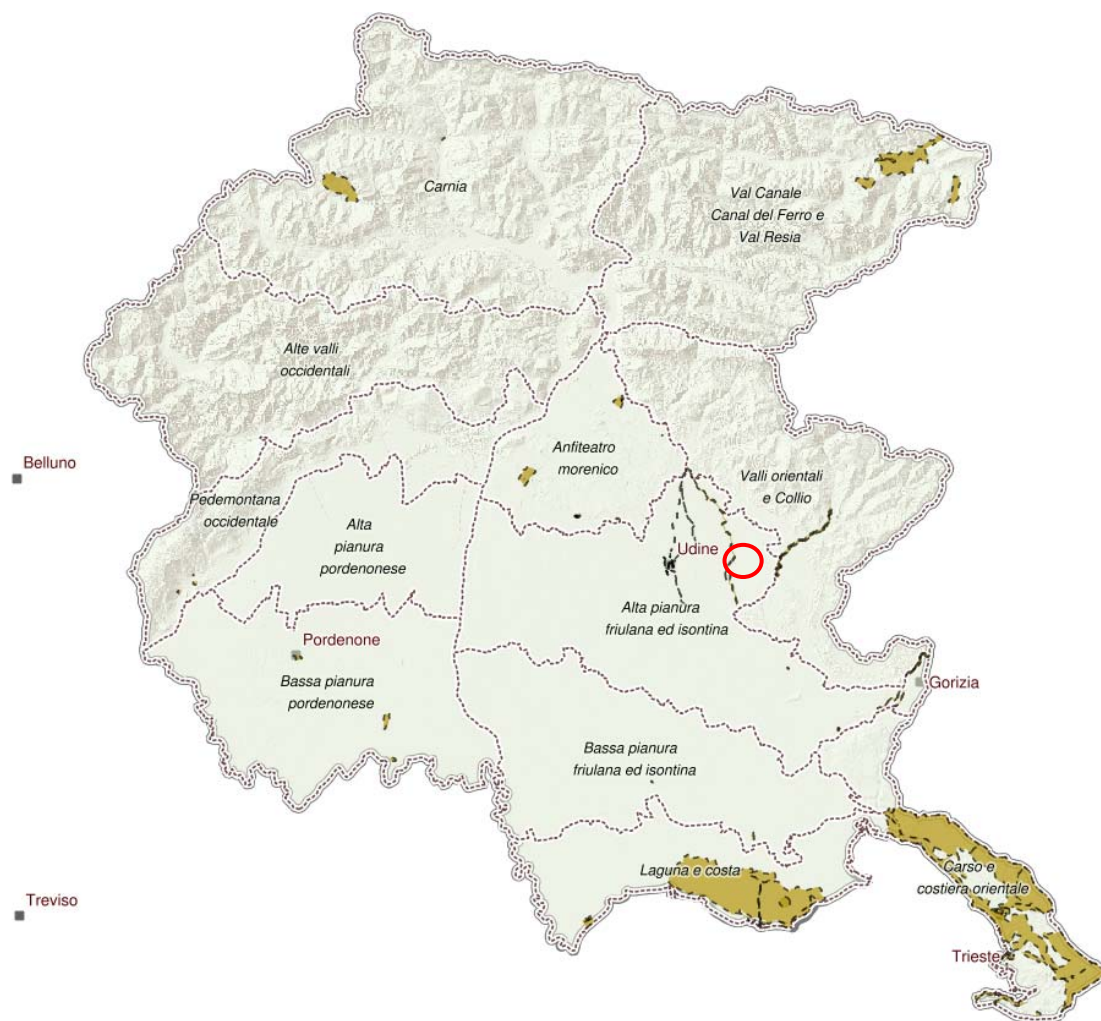 Carnia
Val Canale
Canal del Ferro e
Val Resia
Alte valli
occidentali
Anfiteatro
morenico
Belluno
Valli orientali
e Collio
Pedemontana
occidentale
Alta
pianura
pordenonese
Udine
Alta pianura
friulana ed isontina
Pordenone
Bassa pianura
pordenonese
Gorizia
Bassa pianura
friulana ed isontina
Laguna e costa
Carso e
costiera orientale
Treviso
Trieste